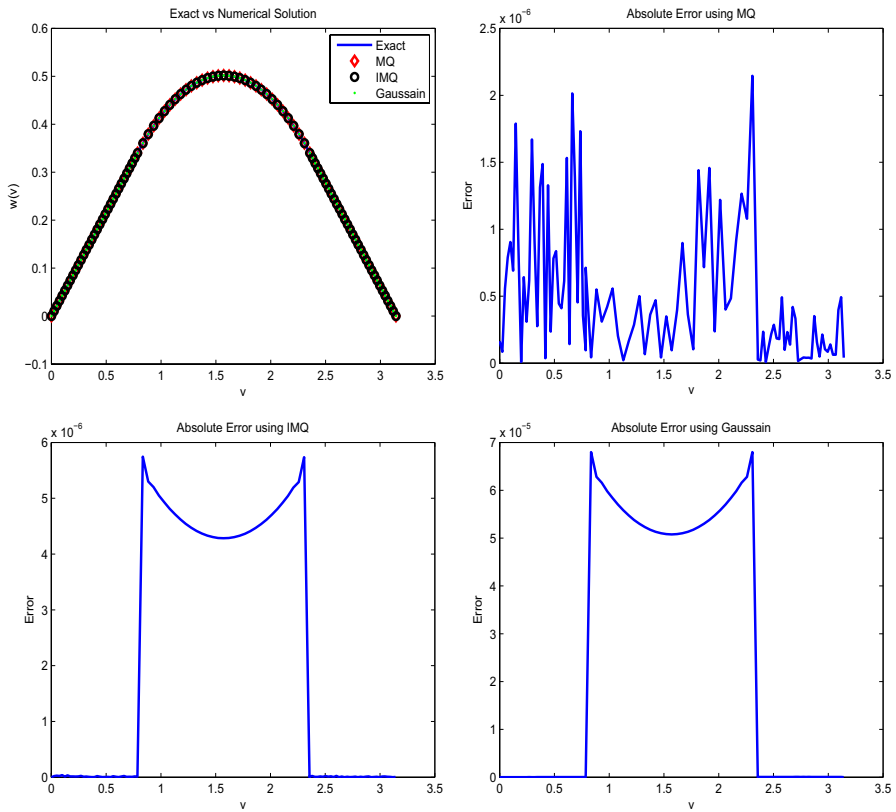 Exact vs Numerical Solution
0.6
0.5
0.4
0.3
0.2
0.1
0
−0.1
w(v)
0 0.5 1 1.5 2 2.5 3 3.5
v
Exact
MQ
IMQ
Gaussain
Absolute Error using MQ
x 10⁻⁶
2.5
2
1.5
1
0.5
0
Error
0 0.5 1 1.5 2 2.5 3 3.5
v
Absolute Error using IMQ
x 10⁻⁶
6
5
4
3
2
1
0
Error
0 0.5 1 1.5 2 2.5 3 3.5
v
Absolute Error using Gaussain
x 10⁻⁵
7
6
5
4
3
2
1
0
Error
0 0.5 1 1.5 2 2.5 3 3.5
v